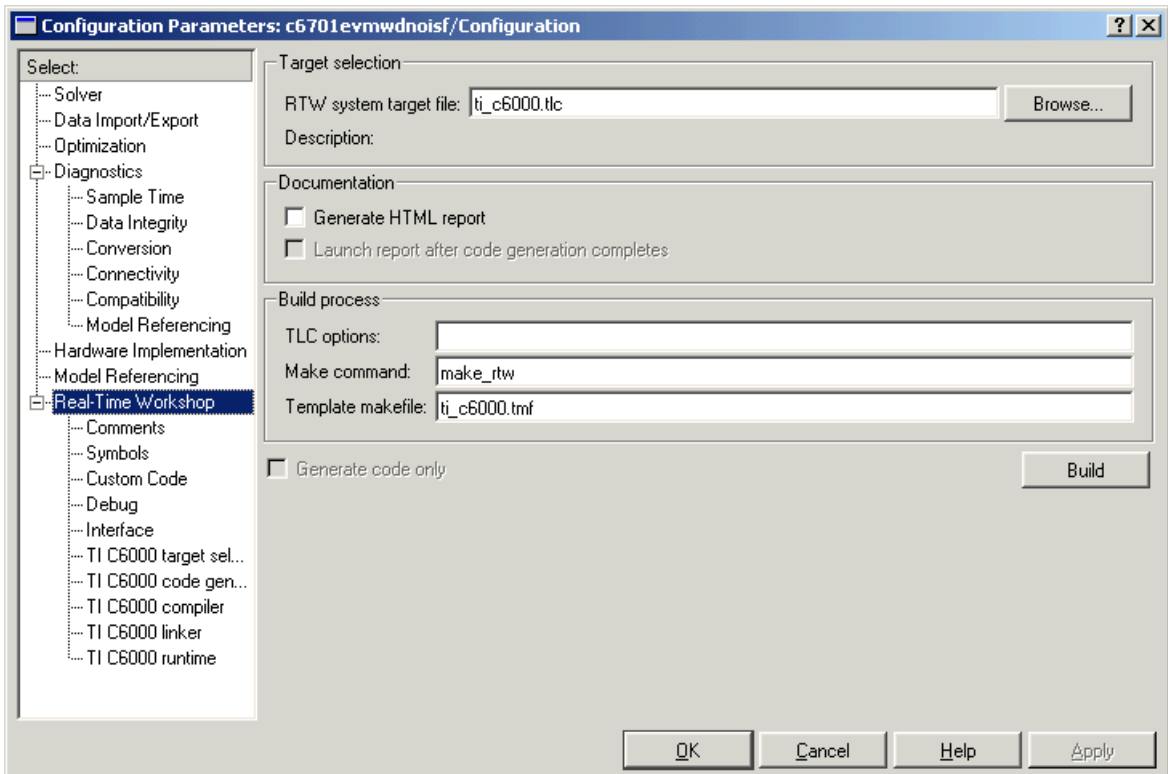 Configuration Parameters: c6701evmwdnoisf/Configuration
Select:
Solver
Data Import/Export
Optimization
Diagnostics
Sample Time
Data Integrity
Conversion
Connectivity
Compatibility
Model Referencing
Hardware Implementation
Model Referencing
Real-Time Workshop
Comments
Symbols
Custom Code
Debug
Interface
TI C6000 target sel...
TI C6000 code gen...
TI C6000 compiler
TI C6000 linker
TI C6000 runtime
Target selection
RTW system target file: ti_c6000.tlc Browse...
Description:
Documentation
Generate HTML report
Launch report after code generation completes
Build process
TLC options:
Make command: make_rtw
Template makefile: ti_c6000.tmf
Generate code only Build
OK Cancel Help Apply